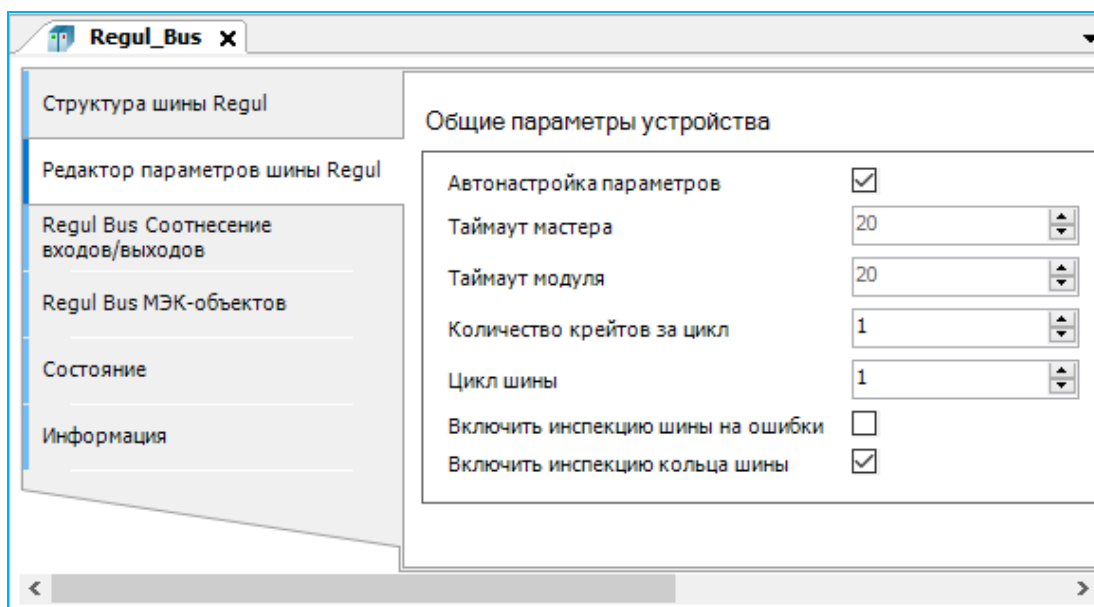 Regul_Bus
Структура шины Regul
Редактор параметров шины Regul
Regul Bus Соотнесение
входов/выходов
Regul Bus МЭК-объектов
Состояние
Информация
Общие параметры устройства
Автонастройка параметров
Таймаут мастера 20
Таймаут модуля 20
Количество крейтов за цикл 1
Цикл шины 1
Включить инспекцию шины на ошибки
Включить инспекцию кольца шины